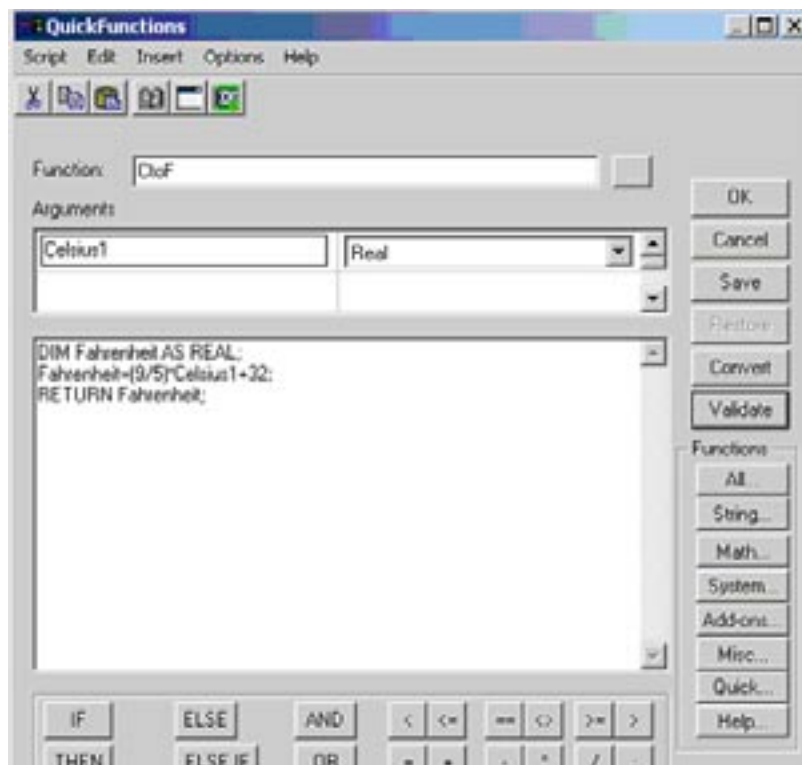 QuickFunctions
Script Edit Insert Options Help
Function: CtoF
Arguments
Celsius1 Real
DIM Fahrenheit AS REAL;
Fahrenheit=(9/5)*Celsius1+32;
RETURN Fahrenheit;
OK
Cancel
Save
Restore
Convert
Validate
Functions
All...
String...
Math...
System...
Add-ons...
Misc...
Quick...
Help...
IF ELSE AND < <= == <> >= >
THEN ELSE IF OR